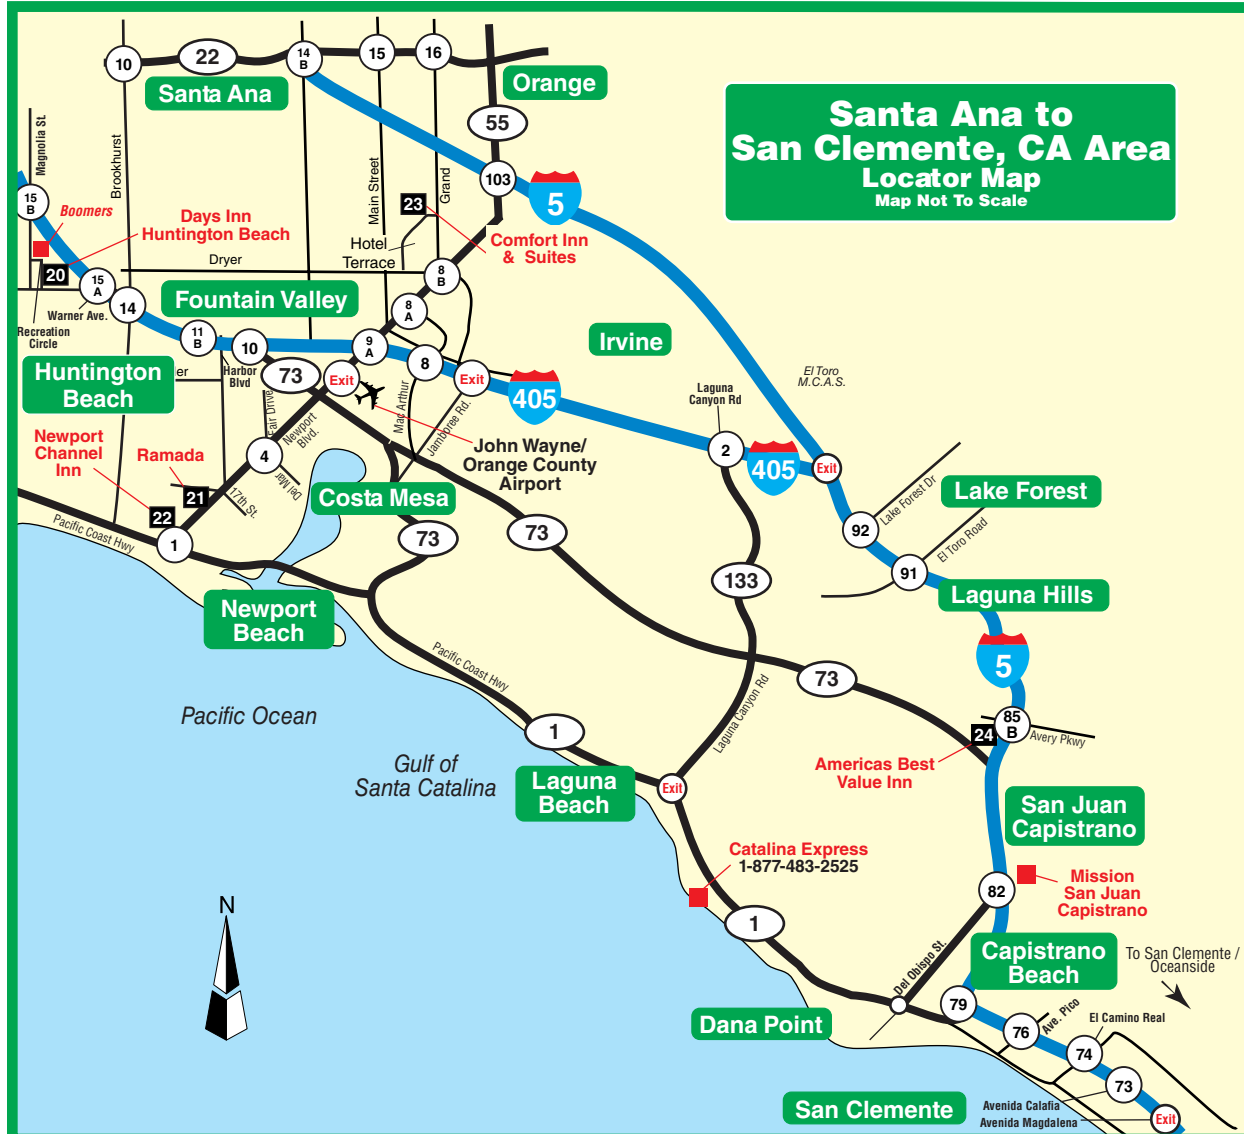 Santa Ana to
San Clemente, CA Area
Locator Map
Map Not To Scale
10
22
14
B
15
16
Santa Ana
Orange
55
103
5
Magnolia St.
Brookhurst
Main Street
Grand
15
B
Boomers
Days Inn
Huntington Beach
20
23
Comfort Inn
& Suites
Hotel
Terrace
Dryer
8
B
15
A
Warner Ave.
14
Fountain Valley
8
A
Recreation
Circle
11
B
10
9
A
8
Irvine
Huntington
Beach
er
Harbor
Blvd
73
Exit
Exit
405
El Toro
M.C.A.S.
Laguna
Canyon Rd
Fair Drive
Newport
Blvd.
Mac Arthur
Jamboree Rd.
Newport
Channel
Inn
Ramada
4
Del Mar
John Wayne/
Orange County
Airport
2
405
Exit
21
17th St.
22
1
Costa Mesa
Pacific Coast Hwy
73
73
Lake Forest Dr
Lake Forest
92
El Toro Road
91
133
Laguna Hills
Newport
Beach
5
Pacific Coast Hwy
73
Laguna Canyon Rd
Pacific Ocean
1
85
B
24
Avery Pkwy
Americas Best
Value Inn
Gulf of
Santa Catalina
Laguna
Beach
Exit
San Juan
Capistrano
Catalina Express
1-877-483-2525
82
Mission
San Juan
Capistrano
N
1
Del Obispo St.
Capistrano
Beach
To San Clemente /
Oceanside
Dana Point
79
76
Ave. Pico
El Camino Real
74
73
San Clemente
Avenida Calafia
Avenida Magdalena
Exit